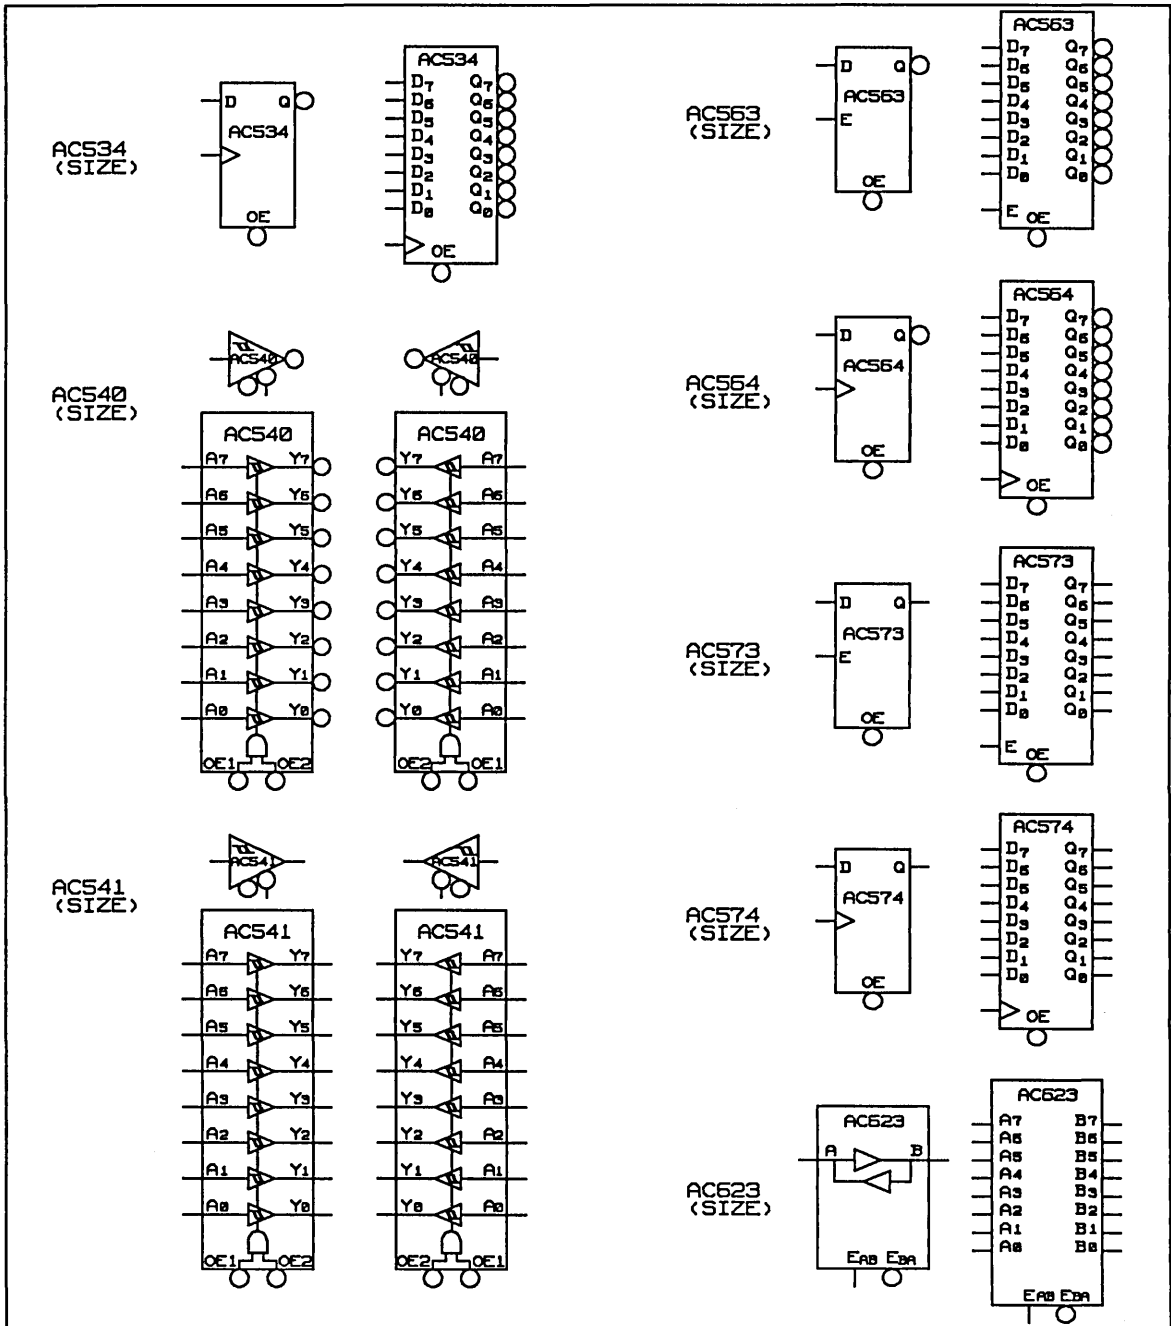 AC534
(SIZE)
D Q
AC534
OE
AC534
D7 Q7
D6 Q6
D5 Q5
D4 Q4
D3 Q3
D2 Q2
D1 Q1
D0 Q0
OE
AC540
(SIZE)
AC540
AC540
AC540
A7 Y7
A6 Y6
A5 Y5
A4 Y4
A3 Y3
A2 Y2
A1 Y1
A0 Y0
OE1 OE2
AC540
Y7 A7
Y6 A6
Y5 A5
Y4 A4
Y3 A3
Y2 A2
Y1 A1
Y0 A0
OE2 OE1
AC541
(SIZE)
AC541
AC541
AC541
A7 Y7
A6 Y6
A5 Y5
A4 Y4
A3 Y3
A2 Y2
A1 Y1
A0 Y0
OE1 OE2
AC541
Y7 A7
Y6 A6
Y5 A5
Y4 A4
Y3 A3
Y2 A2
Y1 A1
Y0 A0
OE2 OE1
AC563
(SIZE)
D Q
AC563
E
OE
AC563
D7 Q7
D6 Q6
D5 Q5
D4 Q4
D3 Q3
D2 Q2
D1 Q1
D0 Q0
E OE
AC564
(SIZE)
D Q
AC564
OE
AC564
D7 Q7
D6 Q6
D5 Q5
D4 Q4
D3 Q3
D2 Q2
D1 Q1
D0 Q0
OE
AC573
(SIZE)
D Q
AC573
E
OE
AC573
D7 Q7
D6 Q6
D5 Q5
D4 Q4
D3 Q3
D2 Q2
D1 Q1
D0 Q0
E OE
AC574
(SIZE)
D Q
AC574
OE
AC574
D7 Q7
D6 Q6
D5 Q5
D4 Q4
D3 Q3
D2 Q2
D1 Q1
D0 Q0
OE
AC623
(SIZE)
AC623
A B
EAB EBA
AC623
A7 B7
A6 B6
A5 B5
A4 B4
A3 B3
A2 B2
A1 B1
A0 B0
EAB EBA